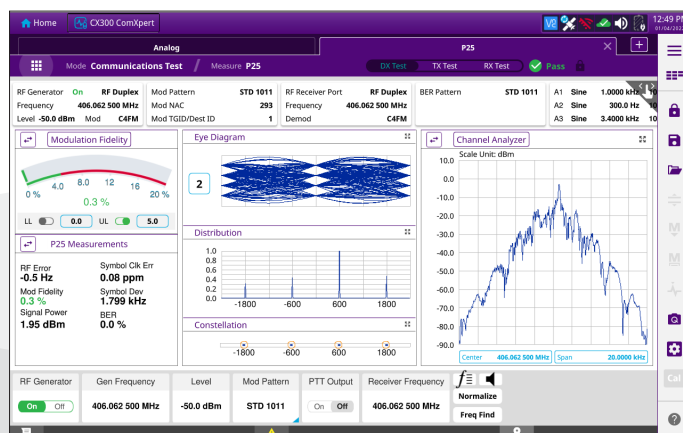 Home
CX300 ComXpert
V2
12:49 PM
01/04/2022
Analog
P25
Mode Communications Test / Measure P25
DX Test
TX Test
RX Test
Pass
RF Generator On RF Duplex
Frequency 406.062 500 MHz
Level -50.0 dBm Mod C4FM
Mod Pattern STD 1011
Mod NAC 293
Mod TGID/Dest ID 1
RF Receiver Port RF Duplex
Frequency 406.062 500 MHz
Demod C4FM
BER Pattern STD 1011
A1 Sine 1.0000 kHz
A2 Sine 300.0 Hz 10
A3 Sine 3.4000 kHz 10
Modulation Fidelity
0 % 4.0 8.0 12 16 20 %
0.3 %
LL 0.0 UL 5.0
P25 Measurements
RF Error
-0.5 Hz
Symbol Clk Err
0.08 ppm
Mod Fidelity
0.3 %
Symbol Dev
1.799 kHz
Signal Power
1.95 dBm
BER
0.0 %
Eye Diagram
2
Distribution
1.0
0.8
0.6
0.4
0.2
0.0
-1800 -600 600 1800
Constellation
-1800 -600 600 1800
Channel Analyzer
Scale Unit: dBm
10.0
0.0
-10.0
-20.0
-30.0
-40.0
-50.0
-60.0
-70.0
-80.0
-90.0
Center 406.062 500 MHz
Span 20.0000 kHz
RF Generator
On Off
Gen Frequency
406.062 500 MHz
Level
-50.0 dBm
Mod Pattern
STD 1011
PTT Output
On Off
Receiver Frequency
406.062 500 MHz
Normalize
Freq Find
M
M
Cal